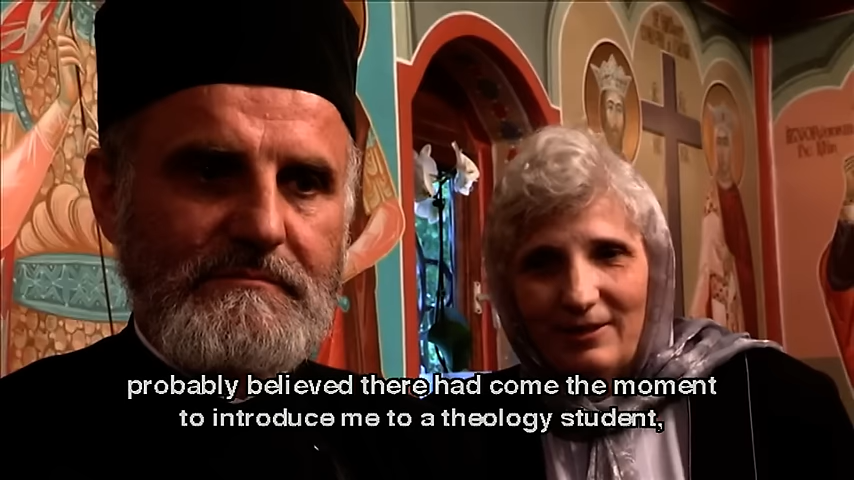 probably believed there had come the moment
to introduce me to a theology student,